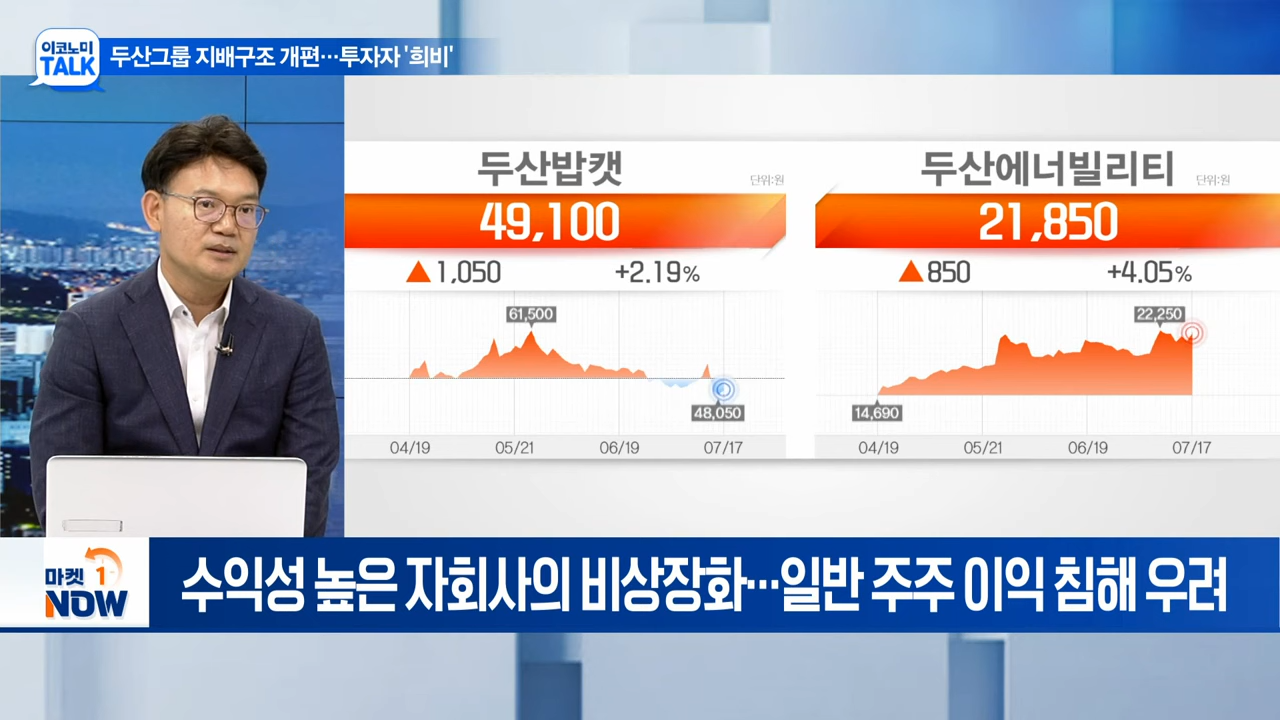 이코노미
TALK
두산그룹 지배구조 개편…투자자 '희비'
두산밥캣
단위:원
49,100
▲1,050 +2.19%
61,500
48,050
04/19 05/21 06/19 07/17
두산에너빌리티
단위:원
21,850
▲850 +4.05%
22,250
14,690
04/19 05/21 06/19 07/17
마켓 1
NOW
수익성 높은 자회사의 비상장화…일반 주주 이익 침해 우려